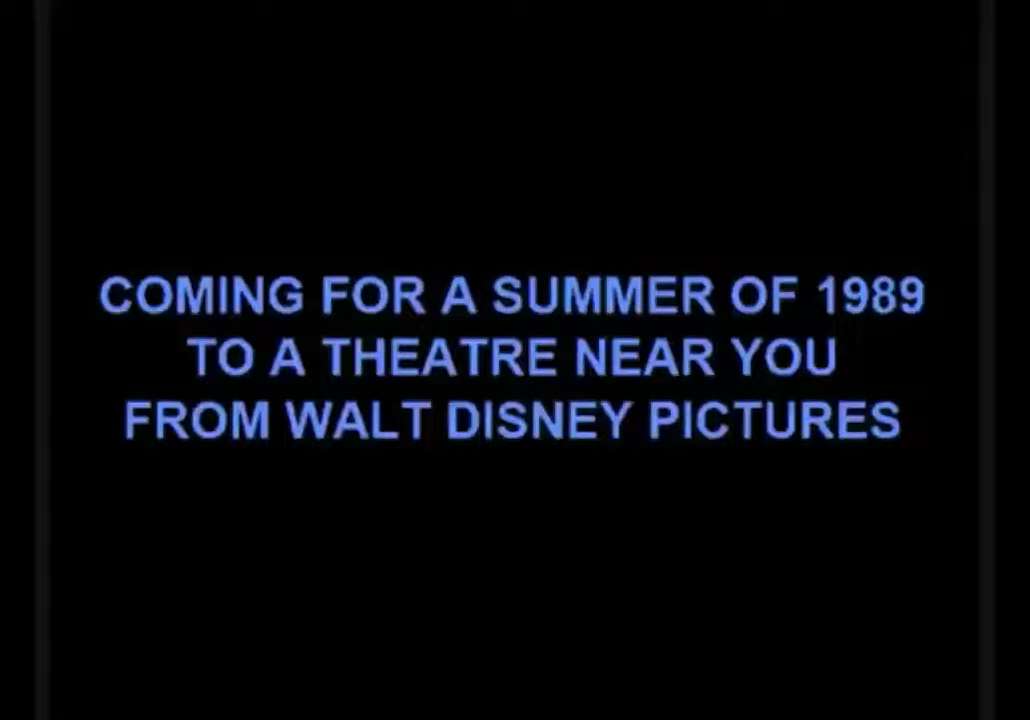 COMING FOR A SUMMER OF 1989
TO A THEATRE NEAR YOU
FROM WALT DISNEY PICTURES